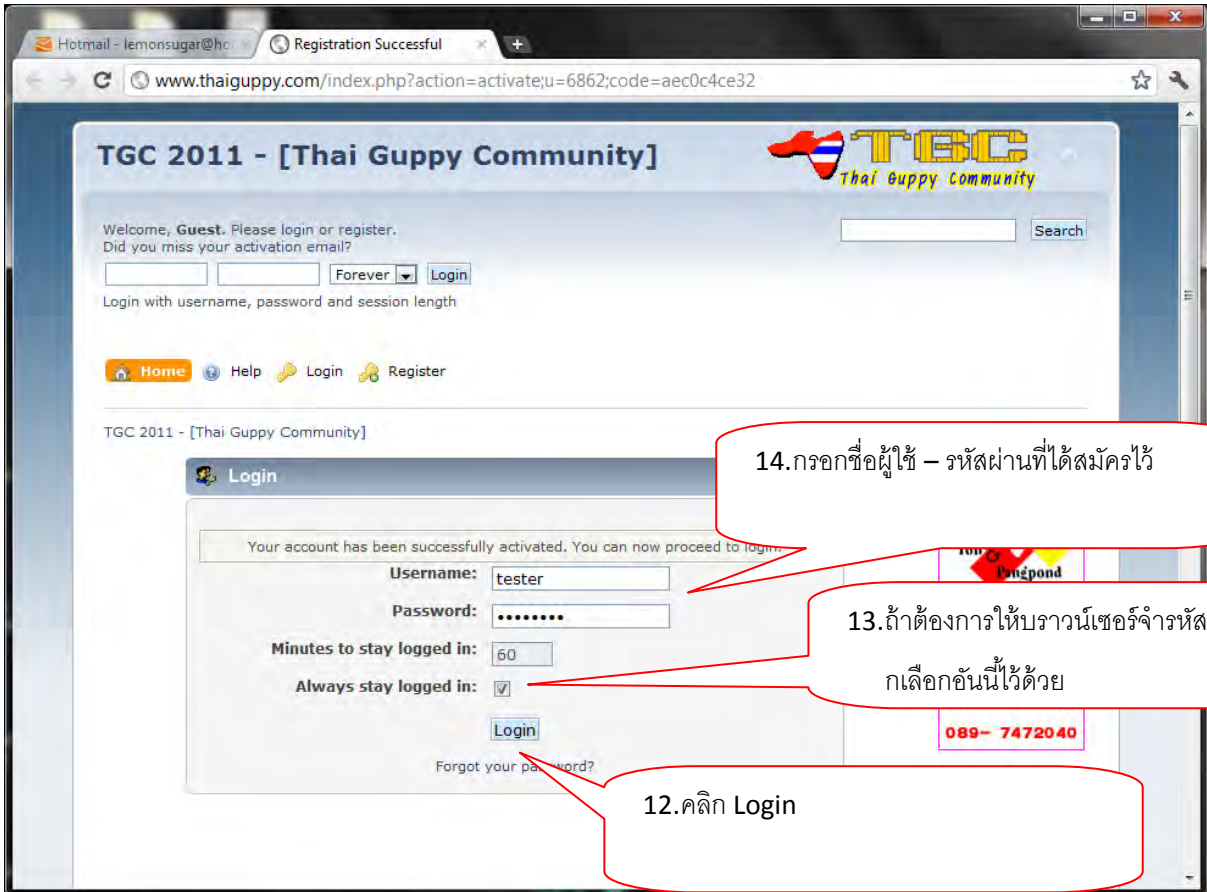 Hotmail - lemonsugar@ho
Registration Successful
www.thaiguppy.com/index.php?action=activate;u=6862;code=aec0c4ce32
TGC 2011 - [Thai Guppy Community]
TGC
Thai Guppy Community
Welcome, Guest. Please login or register.
Did you miss your activation email?
Search
Forever
Login
Login with username, password and session length
Home
Help
Login
Register
TGC 2011 - [Thai Guppy Community]
14.กรอกชื่อผู้ใช้ – รหัสผ่านที่ได้สมัครไว้
Login
Your account has been successfully activated. You can now proceed to login.
&
Pangpond
Username: tester
Password: ••••••••
13.ถ้าต้องการให้บราวน์เซอร์จำรหัส
กเลือกอันนี้ไว้ด้วย
Minutes to stay logged in: 60
Always stay logged in:
Login
089- 7472040
Forgot your password?
12.คลิก Login